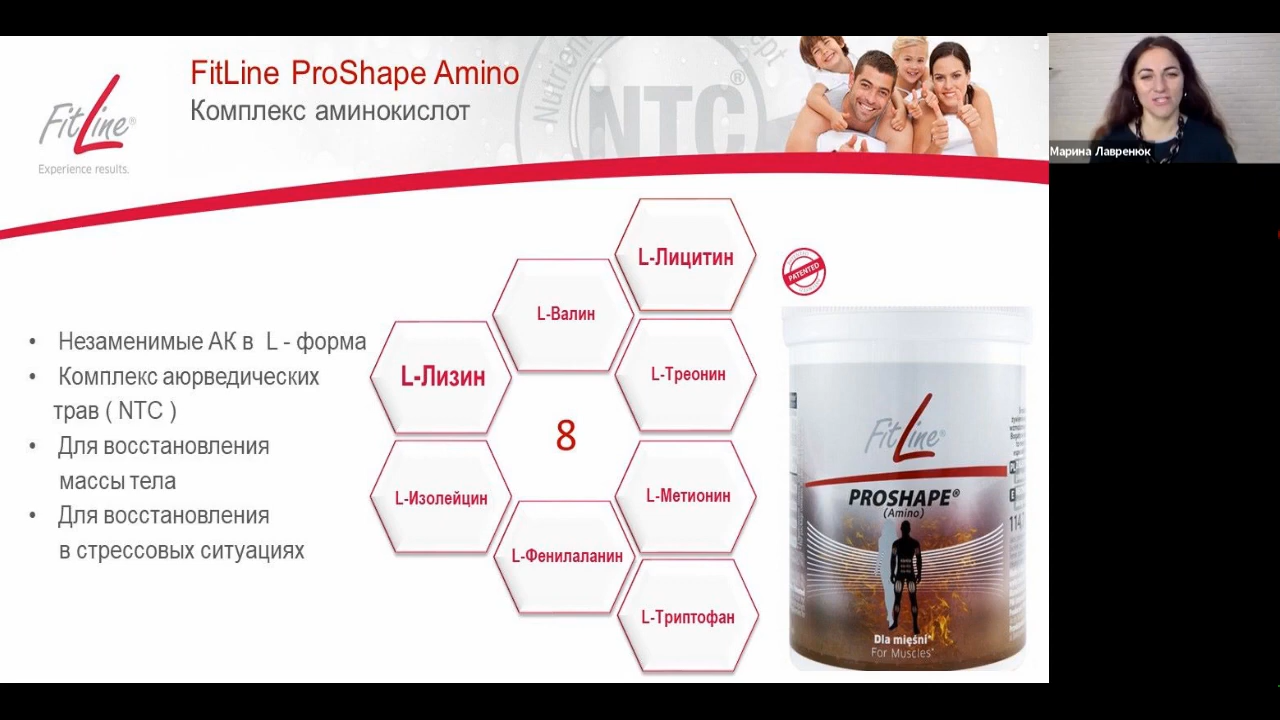 FitLine ProShape Amino
Комплекс аминокислот
FitLine®
Experience results.
Nutrient
NTC®
Марина Лавренюк
• Незаменимые АК в L - форма
• Комплекс аюрведических
трав ( NTC )
• Для восстановления
массы тела
• Для восстановления
в стрессовых ситуациях
L-Лицитин
L-Валин
L-Лизин
L-Треонин
8
L-Изолейцин
L-Метионин
L-Фенилаланин
L-Триптофан
PATENTED
FitLine®
PROSHAPE®
(Amino)
Dla mięśni*
For Muscles*